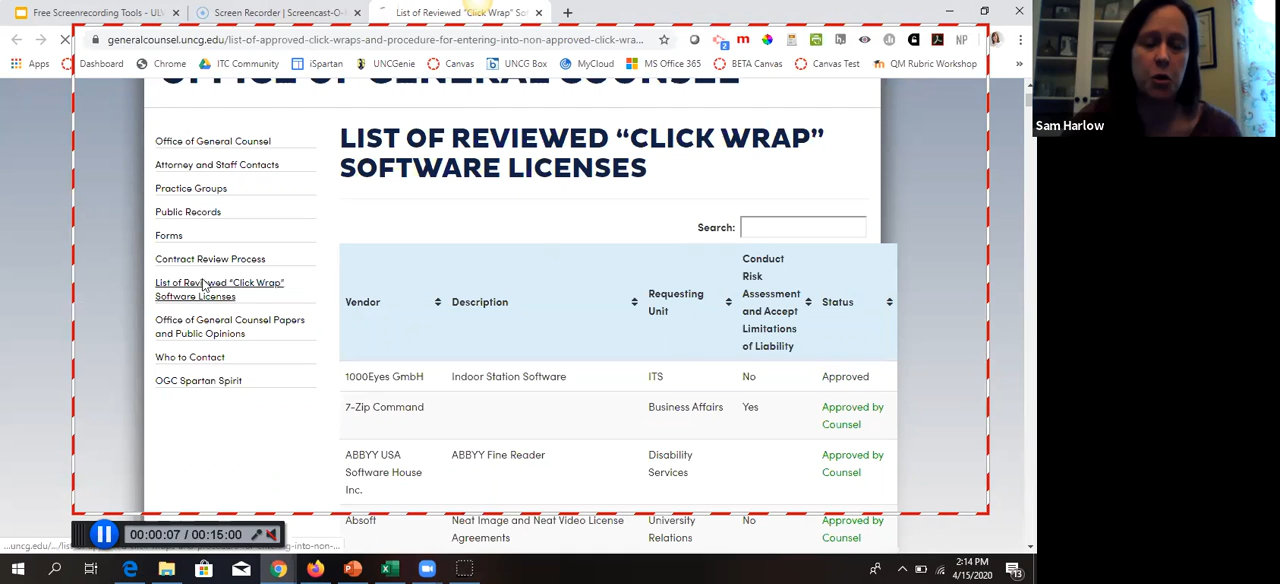 Free Screenrecording Tools - UL
Screen Recorder | Screencast-O-
List of Reviewed "Click Wrap" So
generalcounsel.uncg.edu/list-of-approved-click-wraps-and-procedure-for-entering-into-non-approved-click-wra...
2
NP
Apps Dashboard Chrome ITC Community iSpartan UNCGenie Canvas UNCG Box MyCloud MS Office 365 BETA Canvas Canvas Test QM Rubric Workshop »
OFFICE OF GENERAL COUNSEL
Sam Harlow
Office of General Counsel
Attorney and Staff Contacts
Practice Groups
Public Records
Forms
Contract Review Process
List of Reviewed “Click Wrap”
Software Licenses
Office of General Counsel Papers
and Public Opinions
Who to Contact
OGC Spartan Spirit
LIST OF REVIEWED “CLICK WRAP”
SOFTWARE LICENSES
Search:
Vendor
Description
Requesting
Unit
Conduct
Risk
Assessment
and Accept
Limitations
of Liability
Status
1000Eyes GmbH Indoor Station Software ITS No Approved
7-Zip Command Business Affairs Yes Approved by
Counsel
ABBYY USA ABBYY Fine Reader Disability Approved by
Software House Services Counsel
Inc.
Absoft Neat Image and Neat Video License University No Approved by
Agreements Relations Counsel
00:00:07 / 00:15:00
2:14 PM
4/15/2020
13